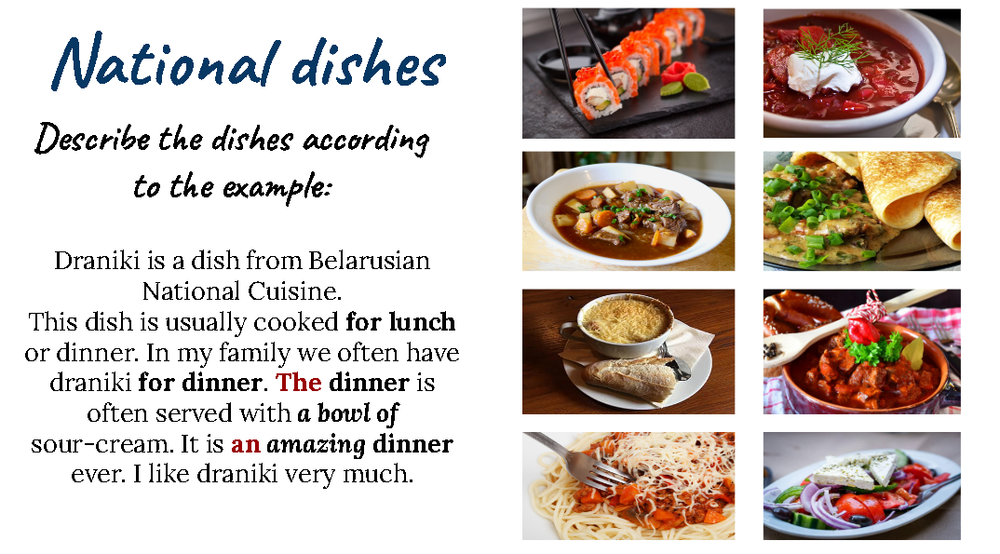 National dishes
Describe the dishes according
to the example:
Draniki is a dish from Belarusian
National Cuisine.
This dish is usually cooked for lunch
or dinner. In my family we often have
draniki for dinner. The dinner is
often served with a bowl of
sour-cream. It is an amazing dinner
ever. I like draniki very much.